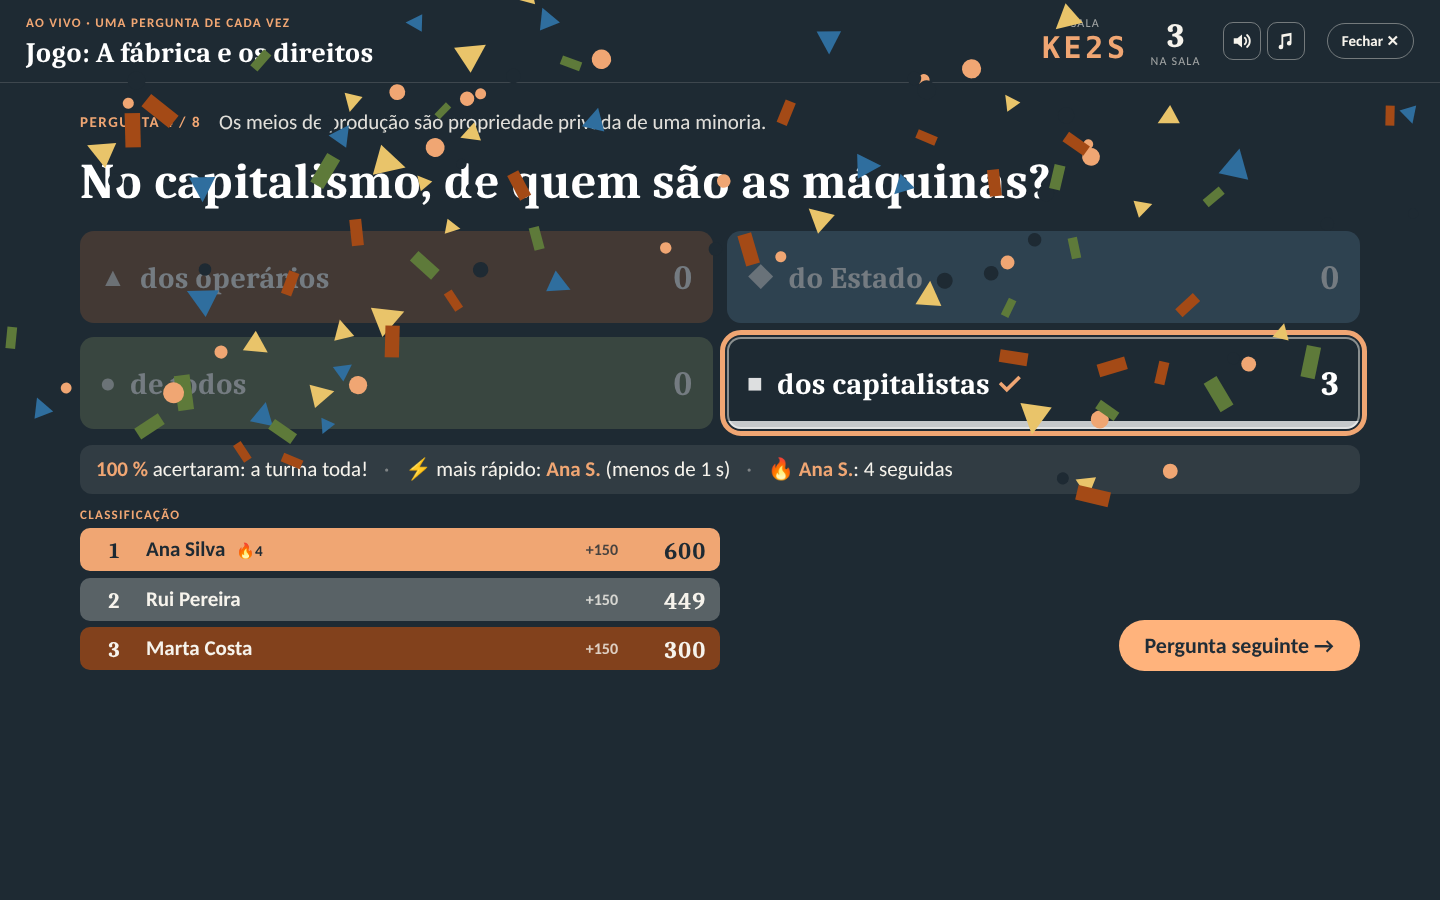 AO VIVO · UMA PERGUNTA DE CADA VEZ
Jogo: A fábrica e os direitos
SALA
KE2S
3
NA SALA
Fechar ✕
PERGUNTA / 8 Os meios de produção são propriedade privada de uma minoria.
No capitalismo, de quem são as máquinas?
▲ dos operários 0
◆ do Estado 0
● de todos 0
■ dos capitalistas ✓ 3
100 % acertaram: a turma toda! · ⚡ mais rápido: Ana S. (menos de 1 s) · 🔥 Ana S.: 4 seguidas
CLASSIFICAÇÃO
1 Ana Silva 🔥4 +150 600
2 Rui Pereira +150 449
3 Marta Costa +150 300
Pergunta seguinte →